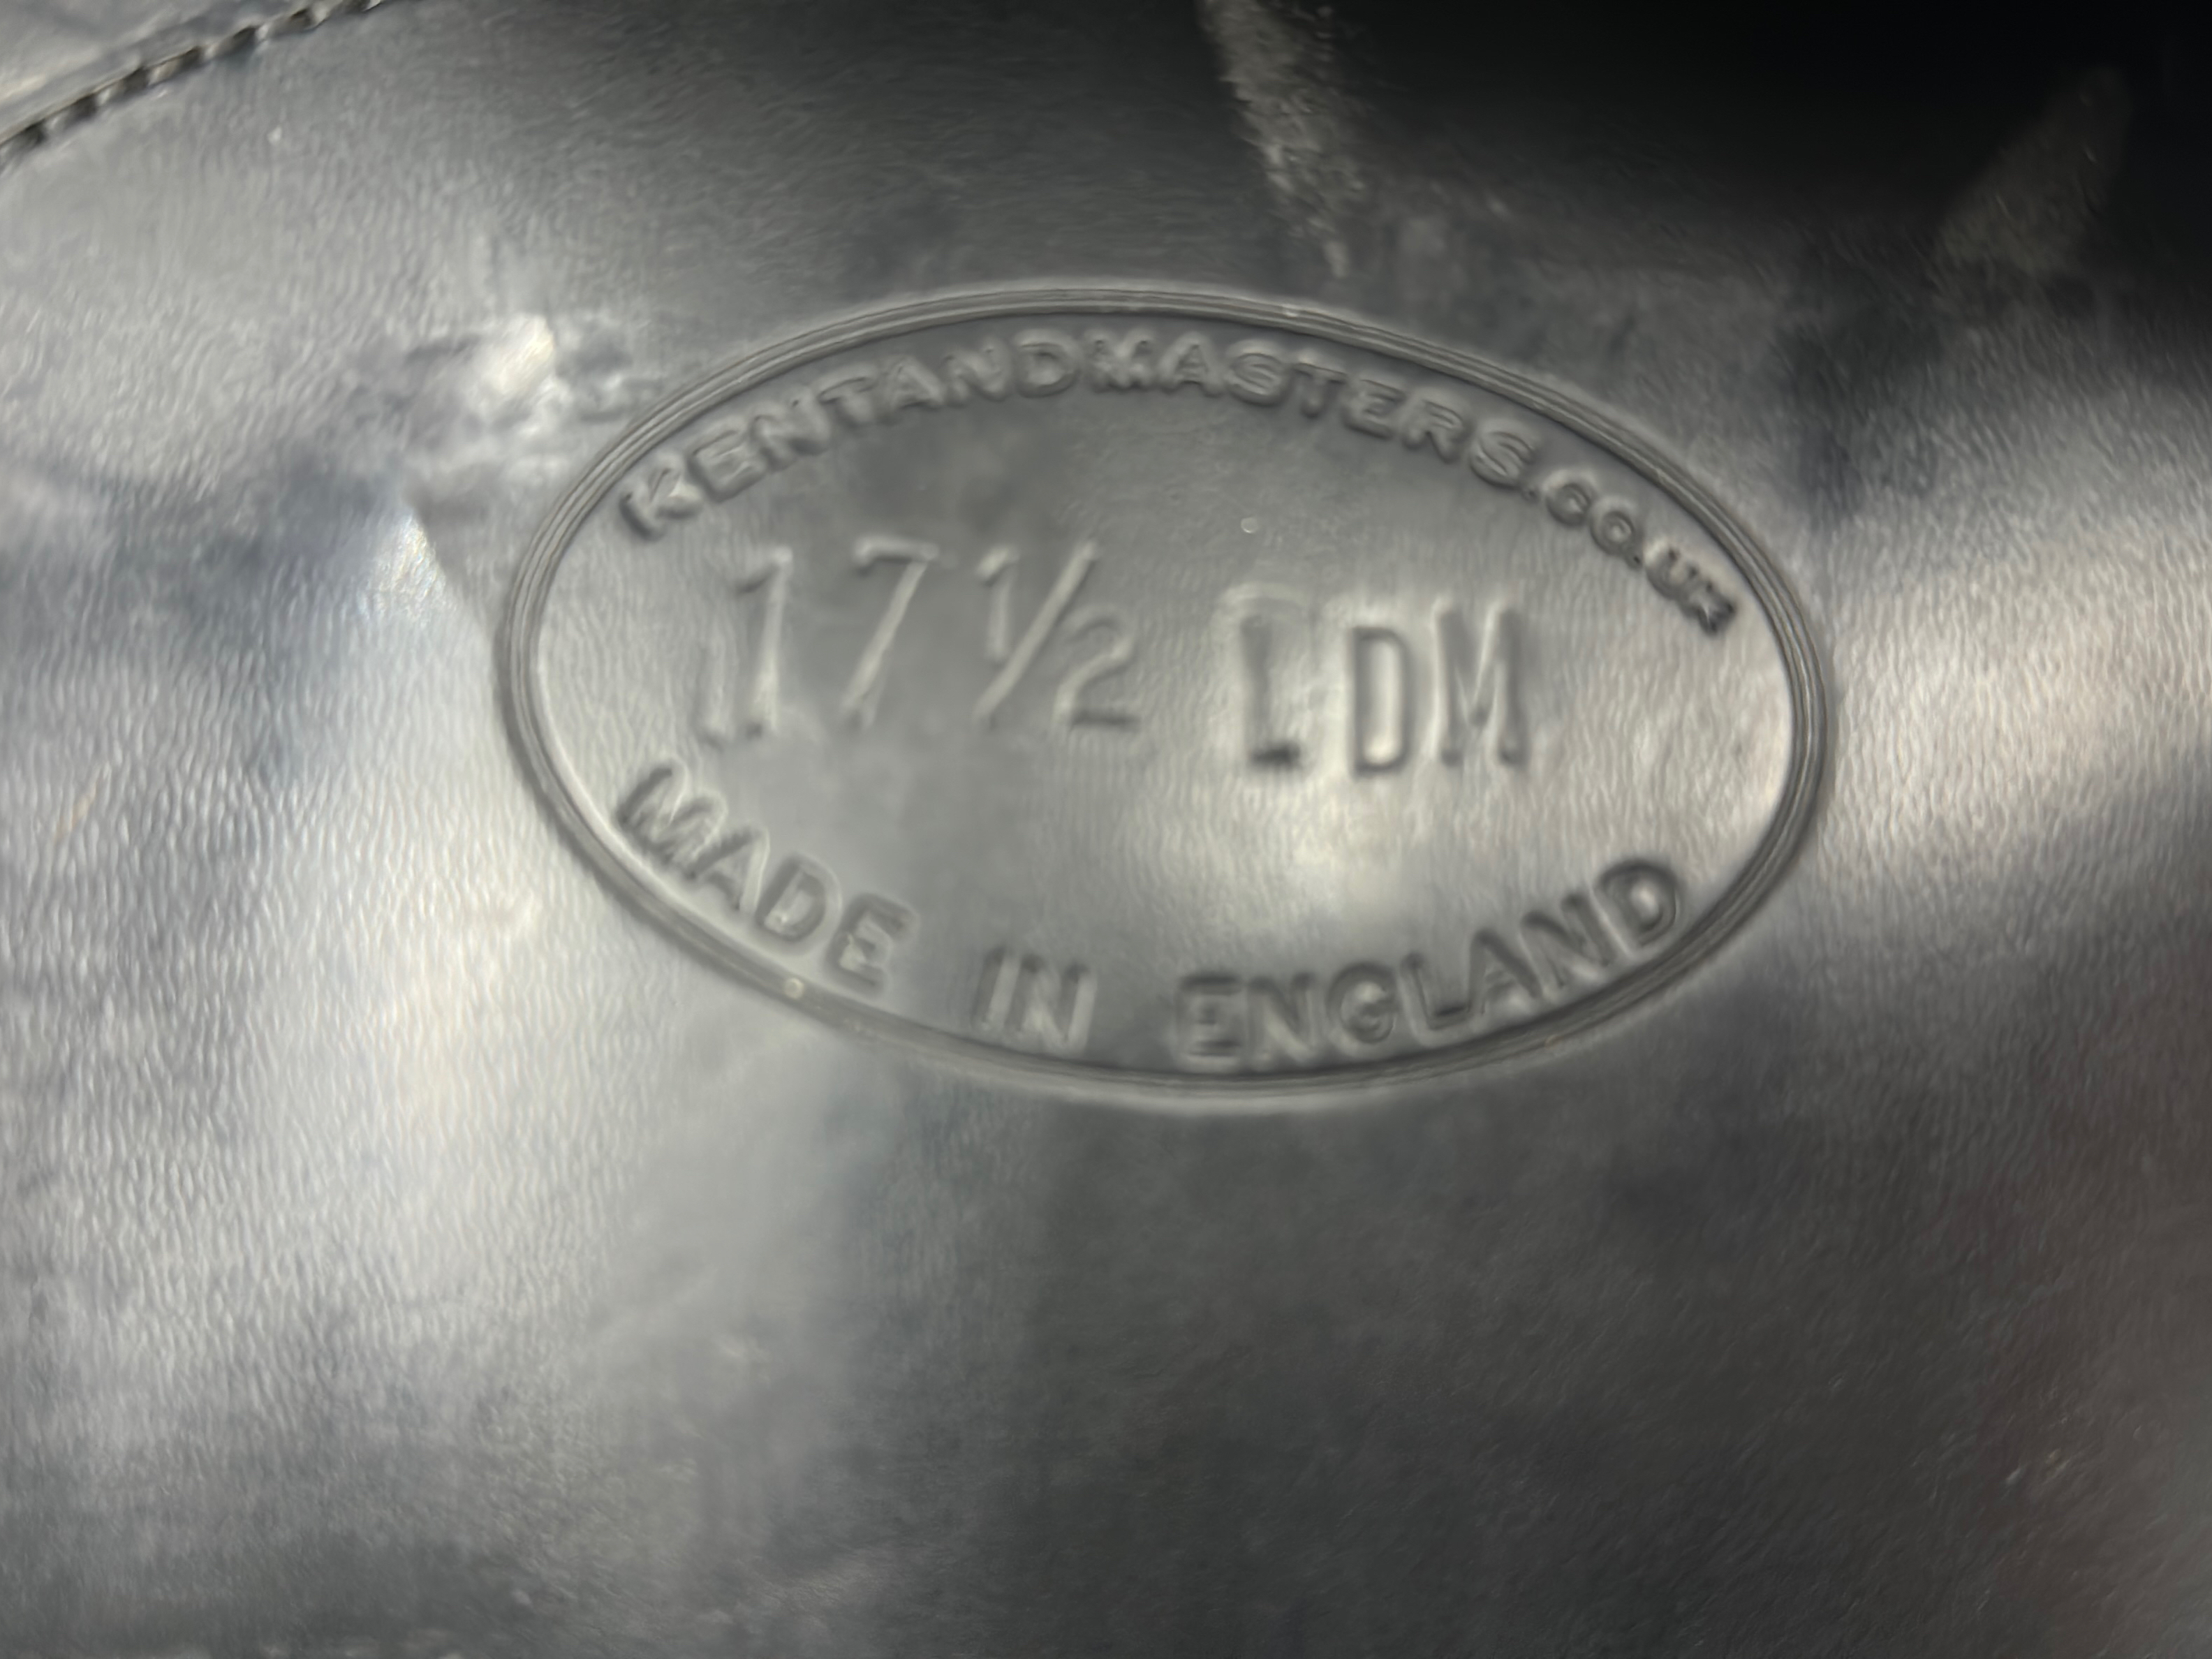 KENTANDMASTERS.CO.UK
17½ LDM
MADE IN ENGLAND